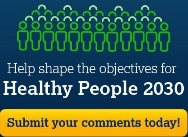 Help shape the objectives for
Healthy People 2030
Submit your comments today!